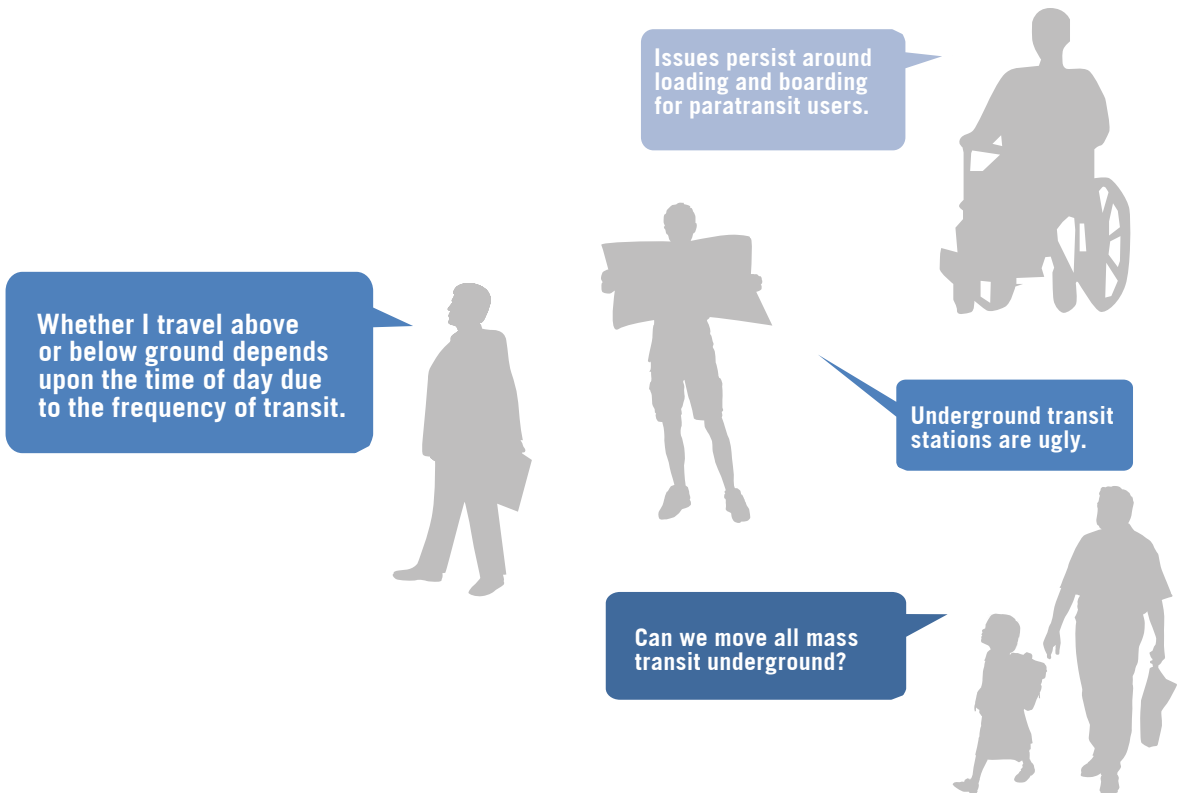 Issues persist around
loading and boarding
for paratransit users.
Whether I travel above
or below ground depends
upon the time of day due
to the frequency of transit.
Underground transit
stations are ugly.
Can we move all mass
transit underground?